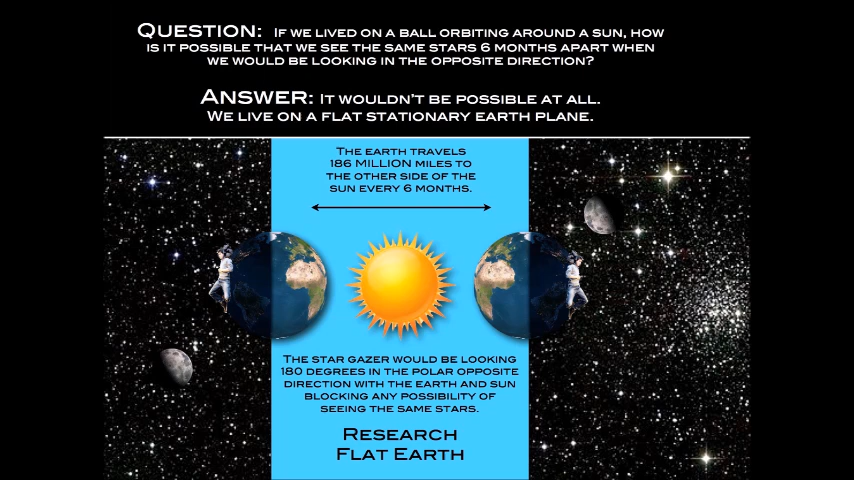 QUESTION: IF WE LIVED ON A BALL ORBITING AROUND A SUN, HOW
IS IT POSSIBLE THAT WE SEE THE SAME STARS 6 MONTHS APART WHEN
WE WOULD BE LOOKING IN THE OPPOSITE DIRECTION?
ANSWER: IT WOULDN'T BE POSSIBLE AT ALL.
WE LIVE ON A FLAT STATIONARY EARTH PLANE.
THE EARTH TRAVELS
186 MILLION MILES TO
THE OTHER SIDE OF THE
SUN EVERY 6 MONTHS.
THE STAR GAZER WOULD BE LOOKING
180 DEGREES IN THE POLAR OPPOSITE
DIRECTION WITH THE EARTH AND SUN
BLOCKING ANY POSSIBILITY OF
SEEING THE SAME STARS.
RESEARCH
FLAT EARTH